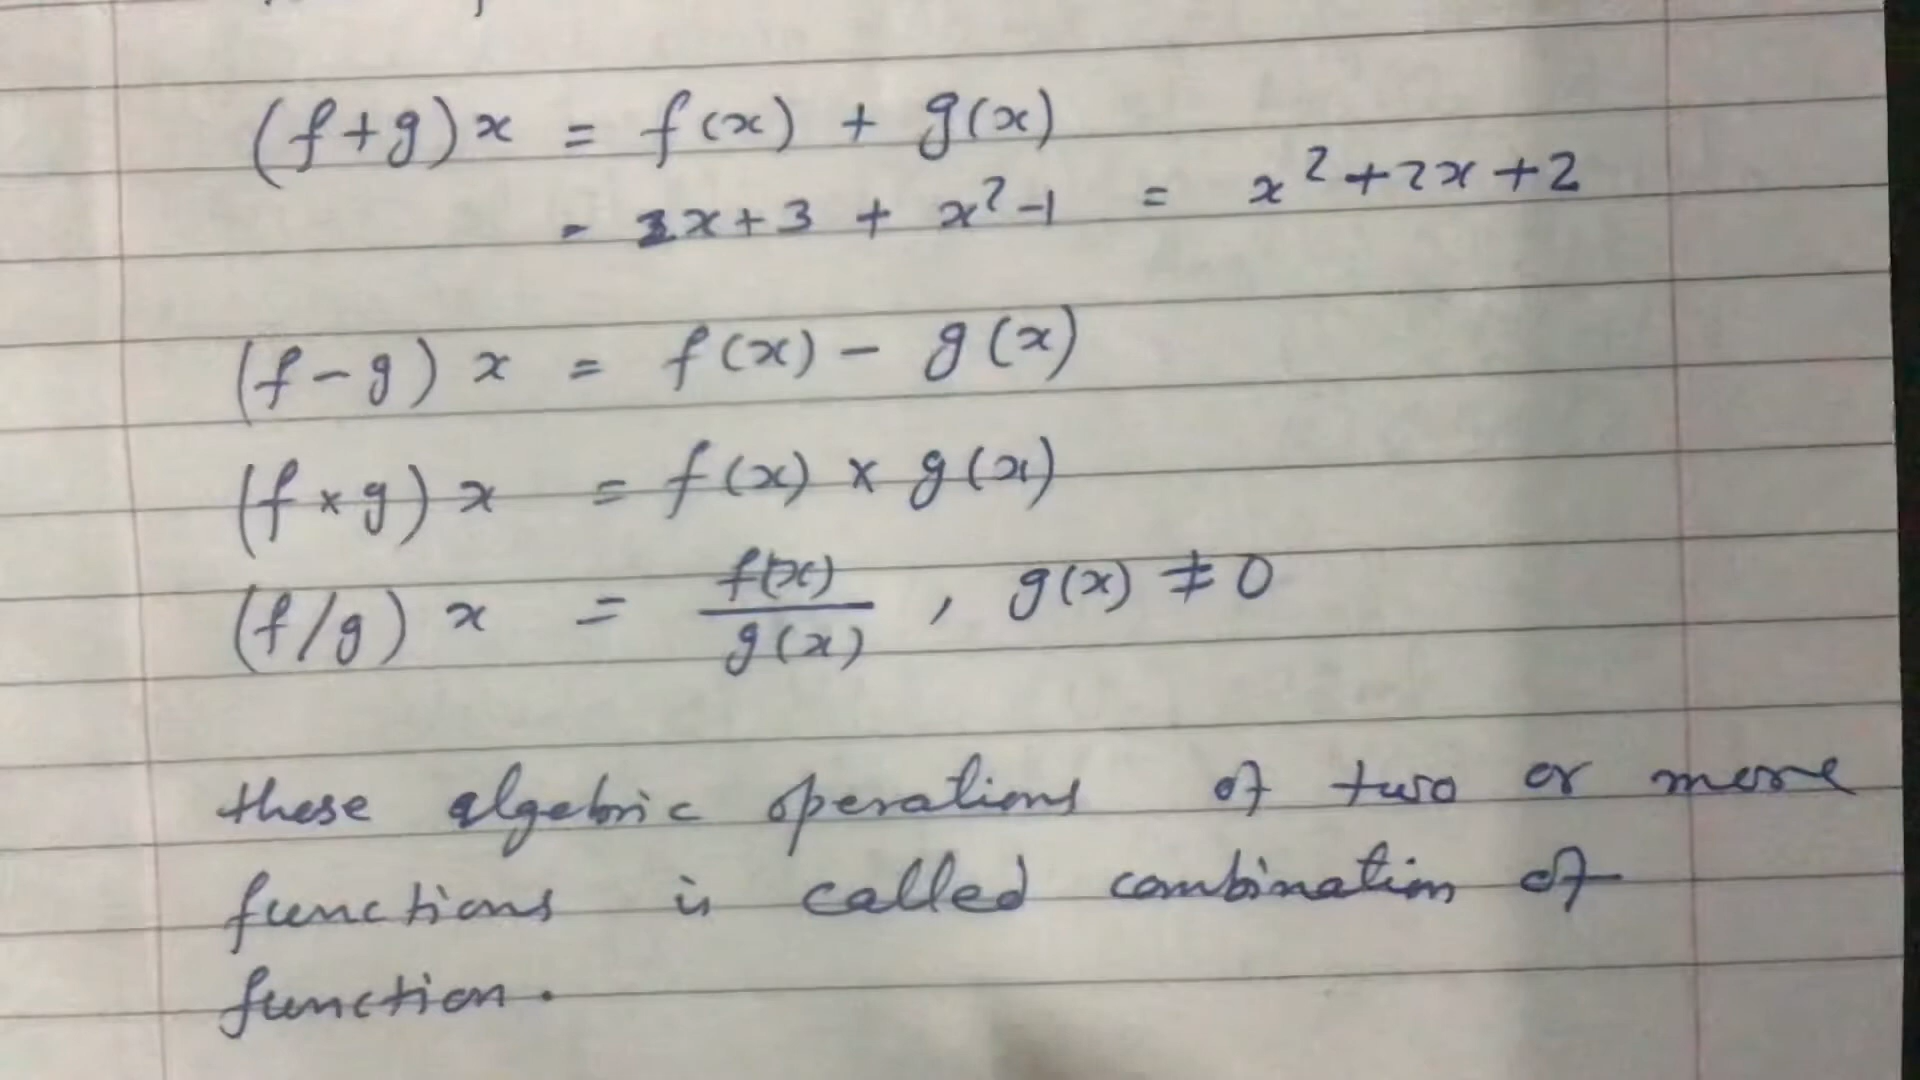 (f+g)x = f(x) + g(x)
= 2x+3 + x²-1 = x²+2x+2
(f-g) x = f(x) - g(x)
(f×g) x = f(x) × g(x)
(f/g) x = f(x)/g(x) , g(x) ≠ 0
these algebric operations of two or more
functions is called combination of
function.